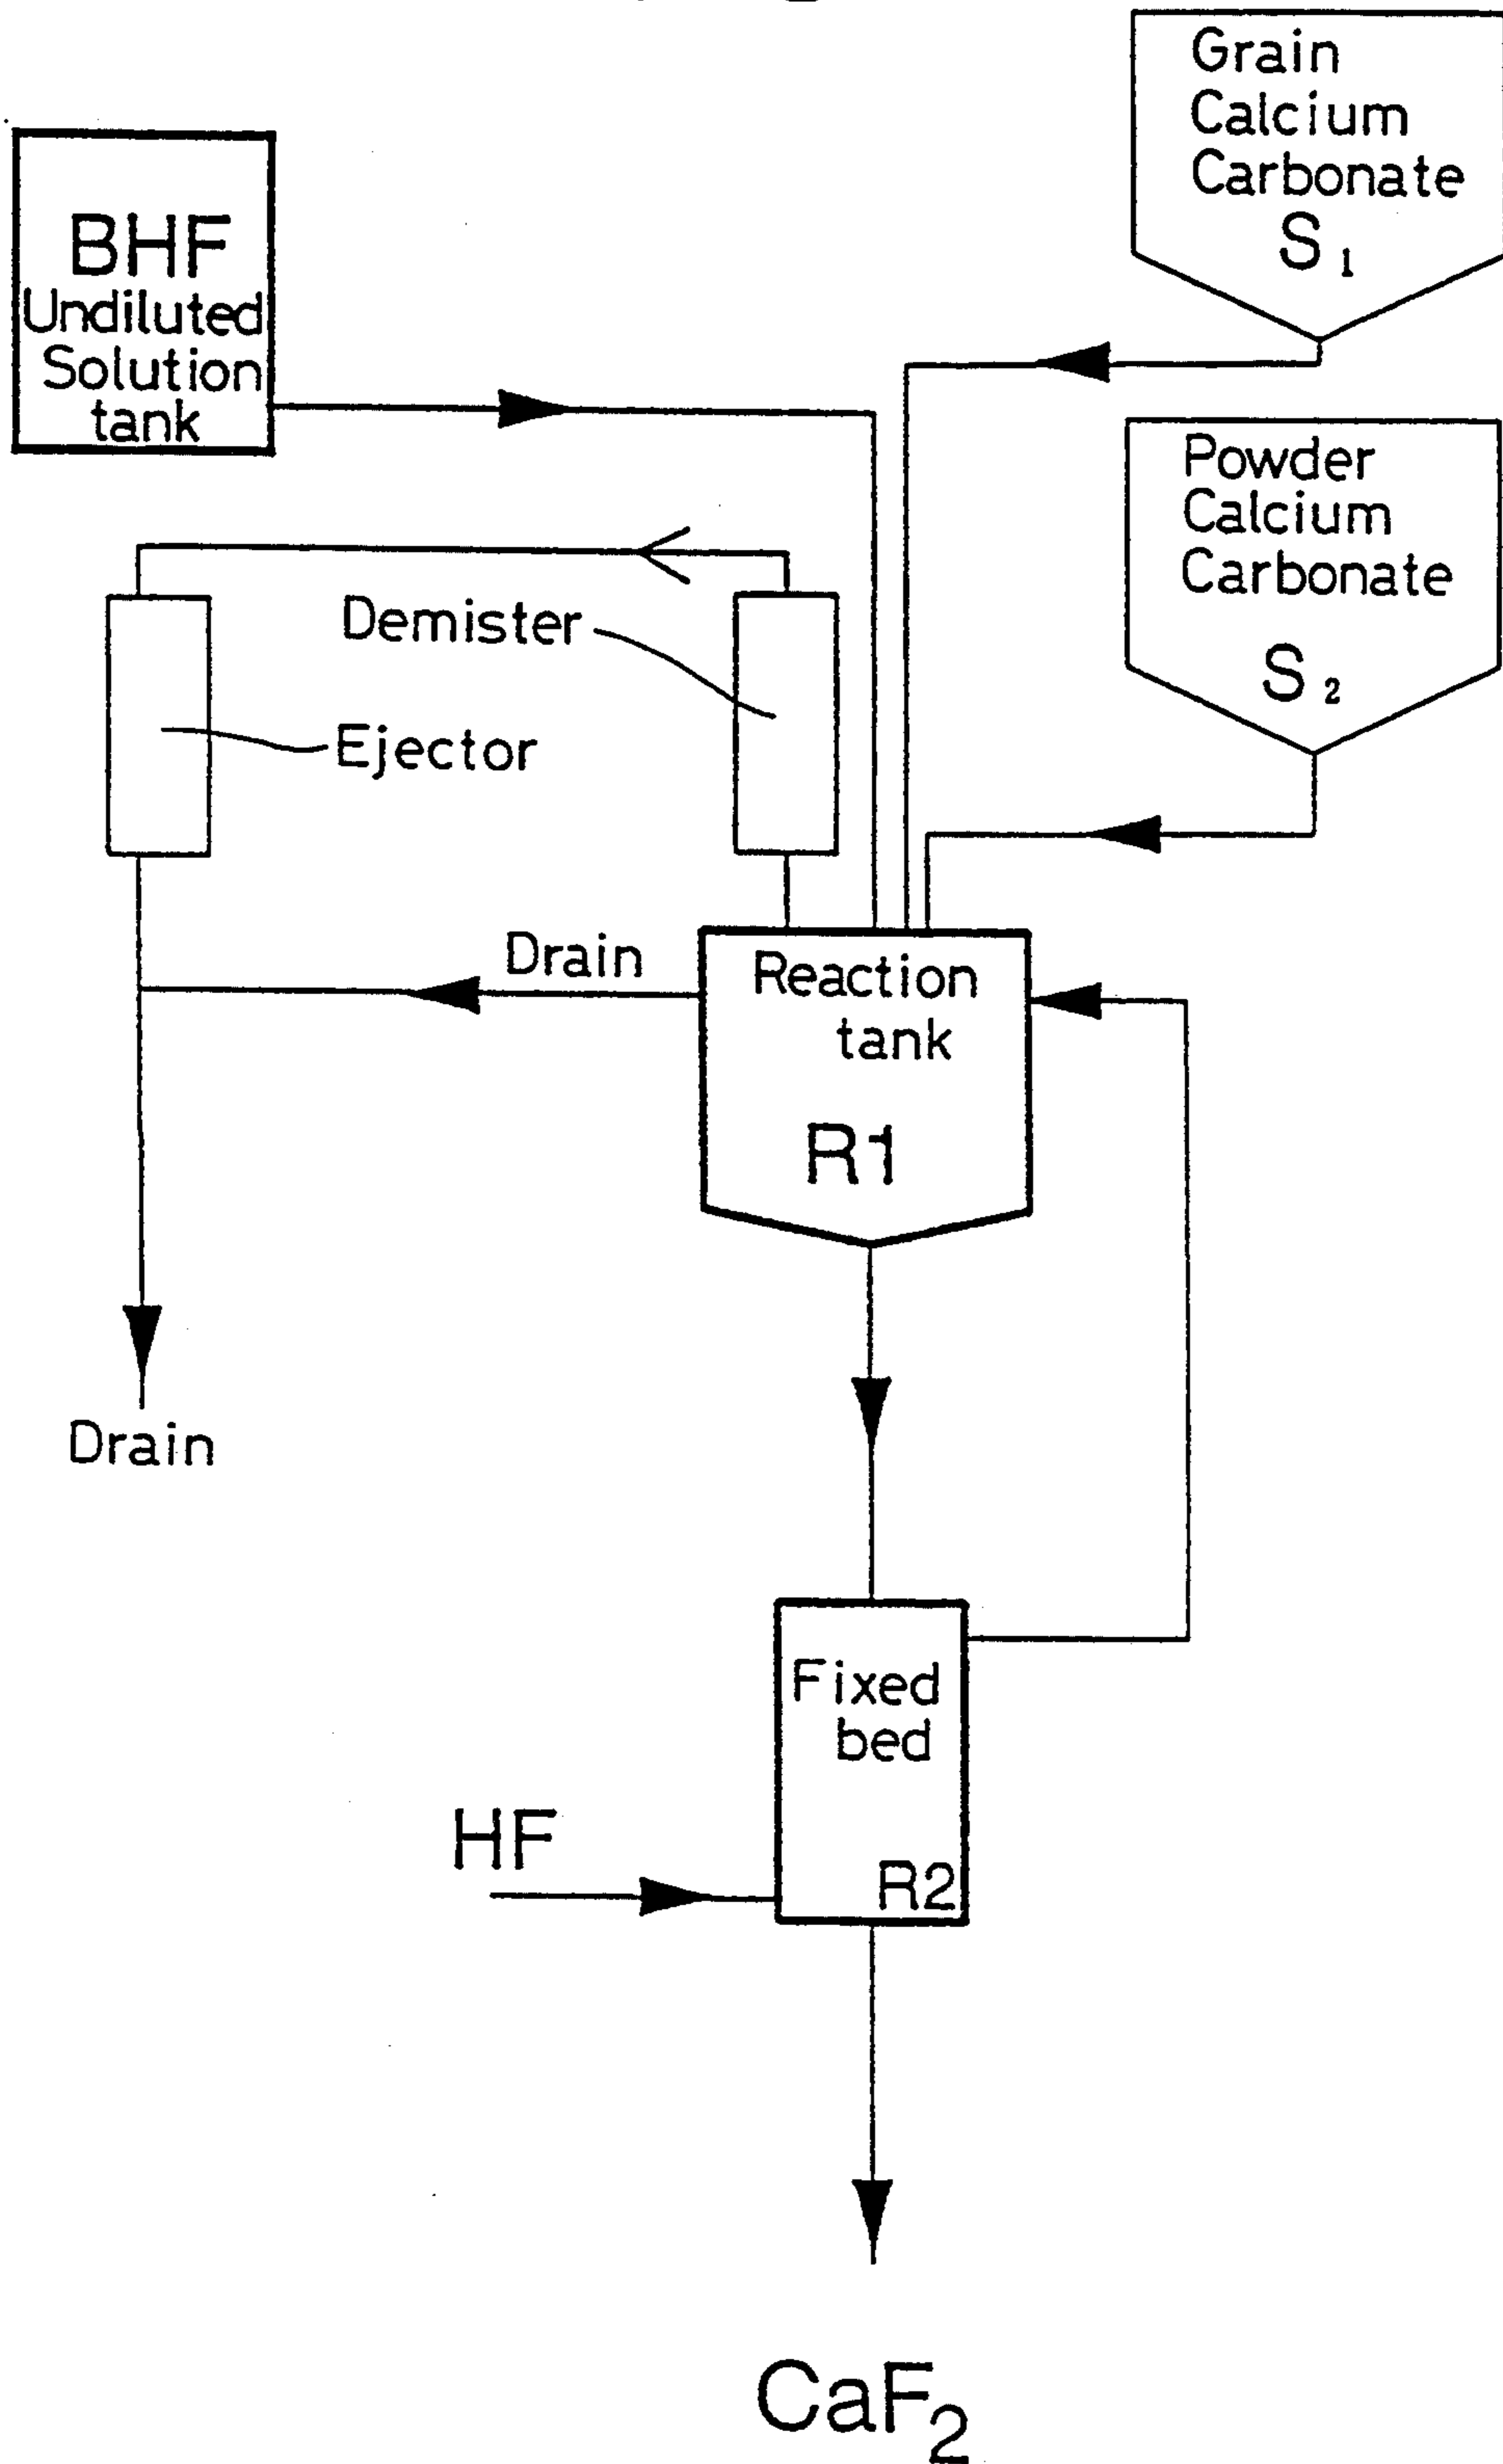 Grain
Calcium
Carbonate
S₁
BHF
Undiluted
Solution
tank
Powder
Calcium
Carbonate
S₂
Demister
Ejector
Drain
Reaction
tank
R1
Drain
Fixed
bed
HF
R2
CaF₂